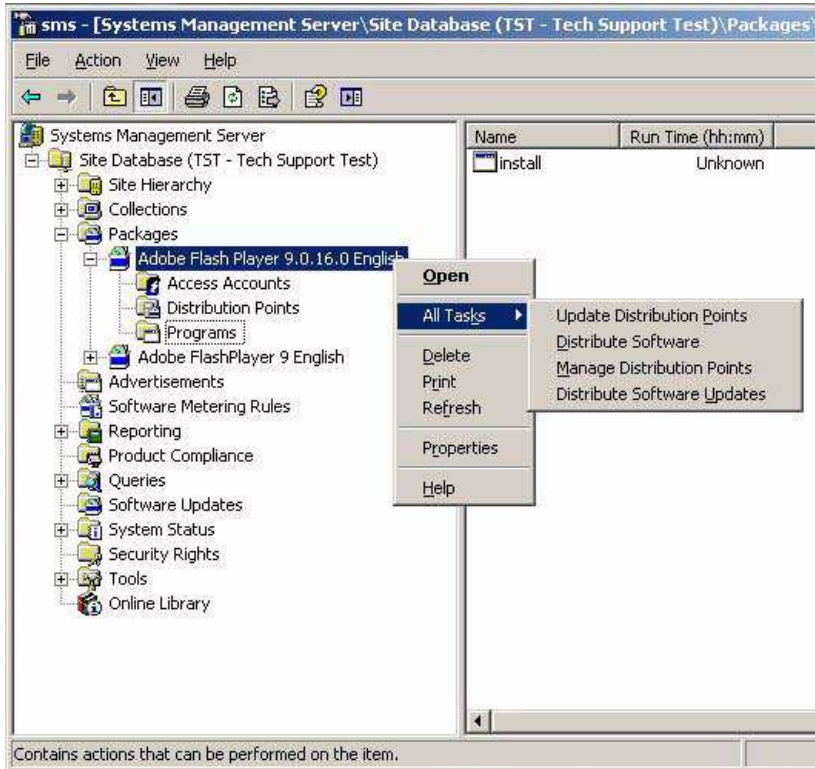 sms - [Systems Management Server\Site Database (TST - Tech Support Test)\Packages\
File Action View Help
Systems Management Server
Site Database (TST - Tech Support Test)
Site Hierarchy
Collections
Packages
Adobe Flash Player 9.0.16.0 English
Access Accounts
Distribution Points
Programs
Adobe FlashPlayer 9 English
Advertisements
Software Metering Rules
Reporting
Product Compliance
Queries
Software Updates
System Status
Security Rights
Tools
Online Library
Name Run Time (hh:mm)
install Unknown
Open
All Tasks
Delete
Print
Refresh
Properties
Help
Update Distribution Points
Distribute Software
Manage Distribution Points
Distribute Software Updates
Contains actions that can be performed on the item.